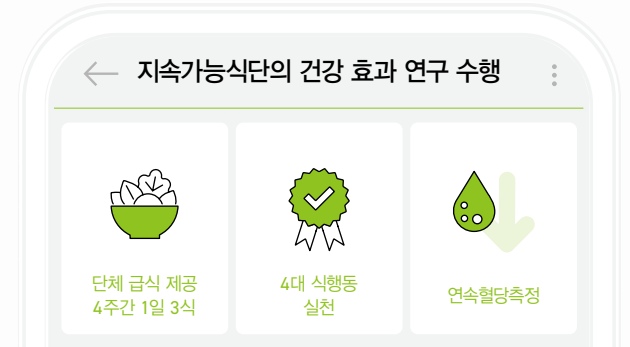 지속가능식단의 건강 효과 연구 수행
단체 급식 제공
4주간 1일 3식
4대 식행동
실천
연속혈당측정